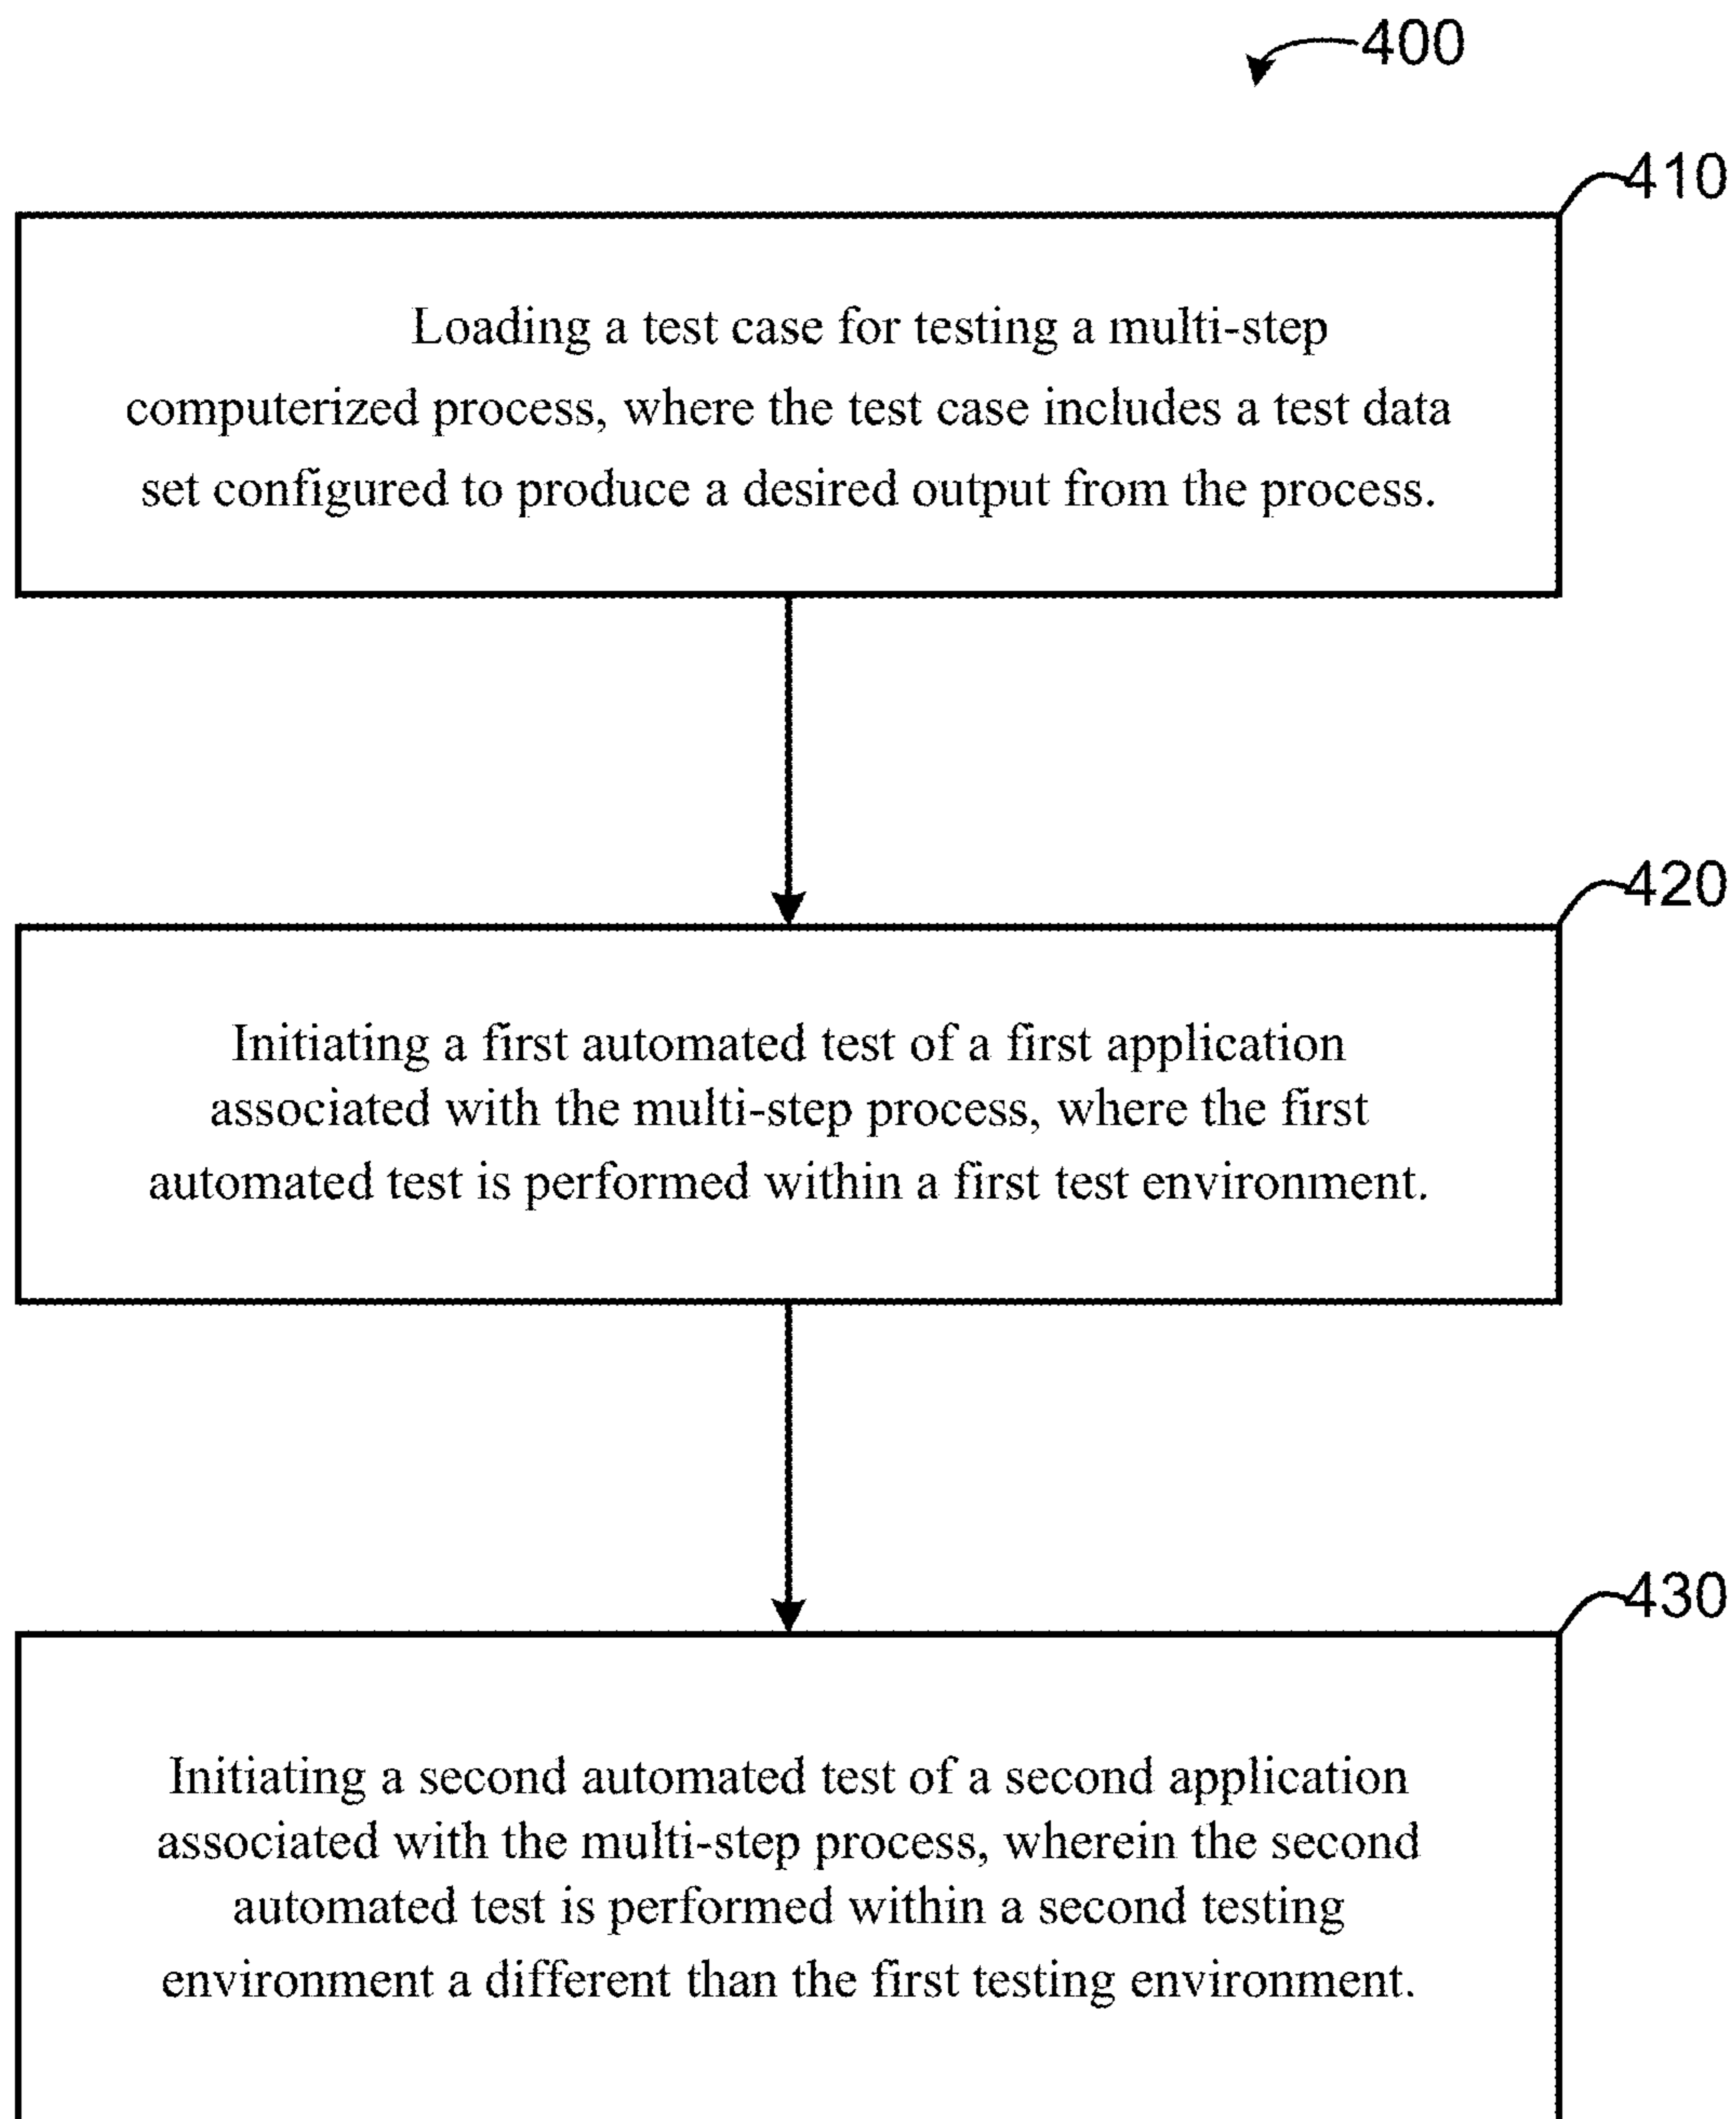 400
410
Loading a test case for testing a multi-step
computerized process, where the test case includes a test data
set configured to produce a desired output from the process.
420
Initiating a first automated test of a first application
associated with the multi-step process, where the first
automated test is performed within a first test environment.
430
Initiating a second automated test of a second application
associated with the multi-step process, wherein the second
automated test is performed within a second testing
environment a different than the first testing environment.